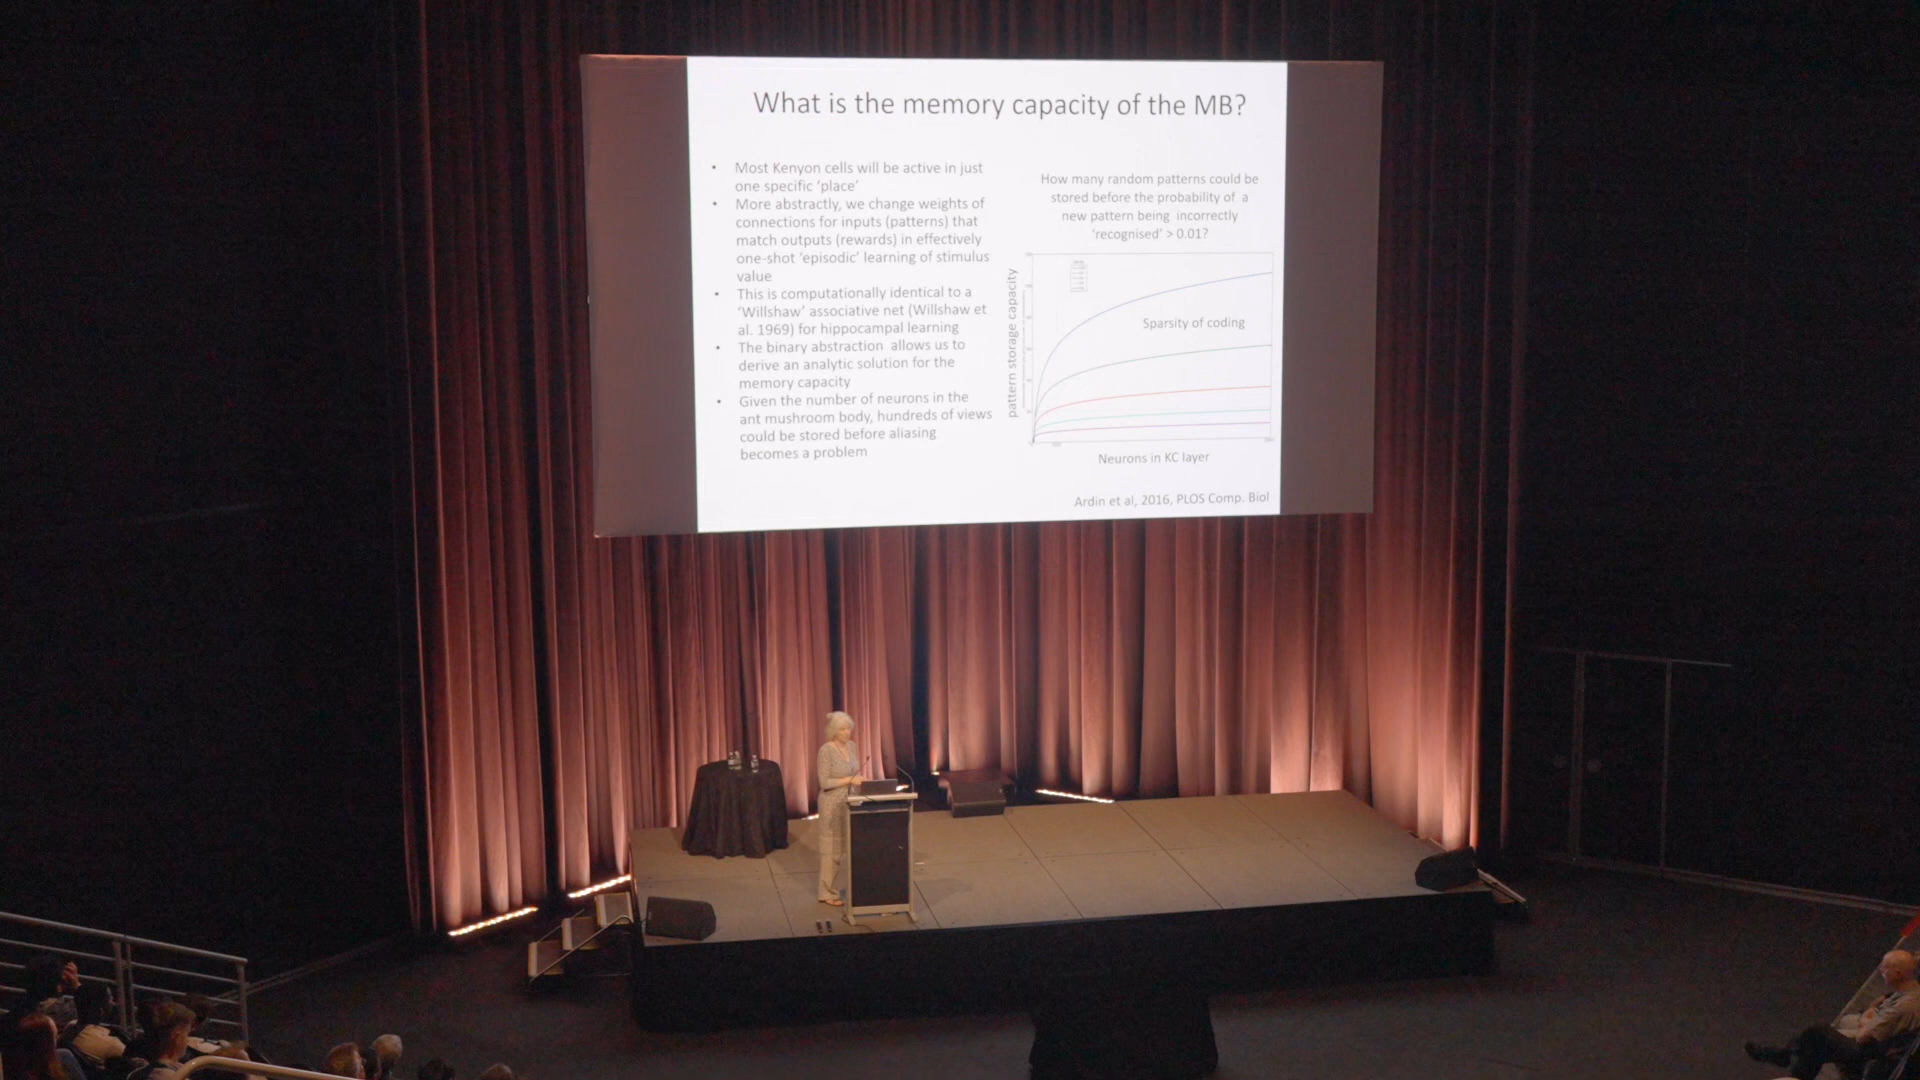 What is the memory capacity of the MB?
• Most Kenyon cells will be active in just
one specific ‘place’
• More abstractly, we change weights of
connections for inputs (patterns) that
match outputs (rewards) in effectively
one-shot ‘episodic’ learning of stimulus
value
• This is computationally identical to a
‘Willshaw’ associative net (Willshaw et
al. 1969) for hippocampal learning
• The binary abstraction allows us to
derive an analytic solution for the
memory capacity
• Given the number of neurons in the
ant mushroom body, hundreds of views
could be stored before aliasing
becomes a problem
How many random patterns could be
stored before the probability of a
new pattern being incorrectly
‘recognised’ > 0.01?
pattern storage capacity
Sparsity of coding
Neurons in KC layer
Ardin et al, 2016, PLOS Comp. Biol